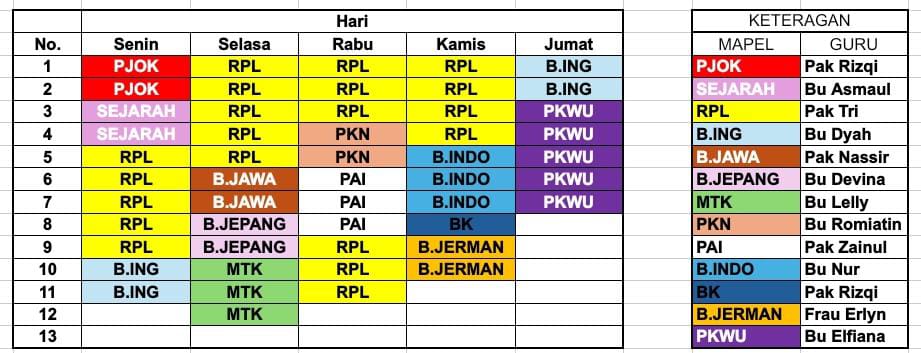 Hari KETERAGAN
No. Senin Selasa Rabu Kamis Jumat MAPEL GURU
1 PJOK RPL RPL RPL B.ING PJOK Pak Rizqi
2 PJOK RPL RPL RPL B.ING SEJARAH Bu Asmaul
3 SEJARAH RPL RPL RPL PKWU RPL Pak Tri
4 SEJARAH RPL PKN RPL PKWU B.ING Bu Dyah
5 RPL RPL PKN B.INDO PKWU B.JAWA Pak Nassir
6 RPL B.JAWA PAI B.INDO PKWU B.JEPANG Bu Devina
7 RPL B.JAWA PAI B.INDO PKWU MTK Bu Lelly
8 RPL B.JEPANG PAI BK PKN Bu Romiatin
9 RPL B.JEPANG RPL B.JERMAN PAI Pak Zainul
10 B.ING MTK RPL B.JERMAN B.INDO Bu Nur
11 B.ING MTK RPL BK Pak Rizqi
12 MTK B.JERMAN Frau Erlyn
13 PKWU Bu Elfiana